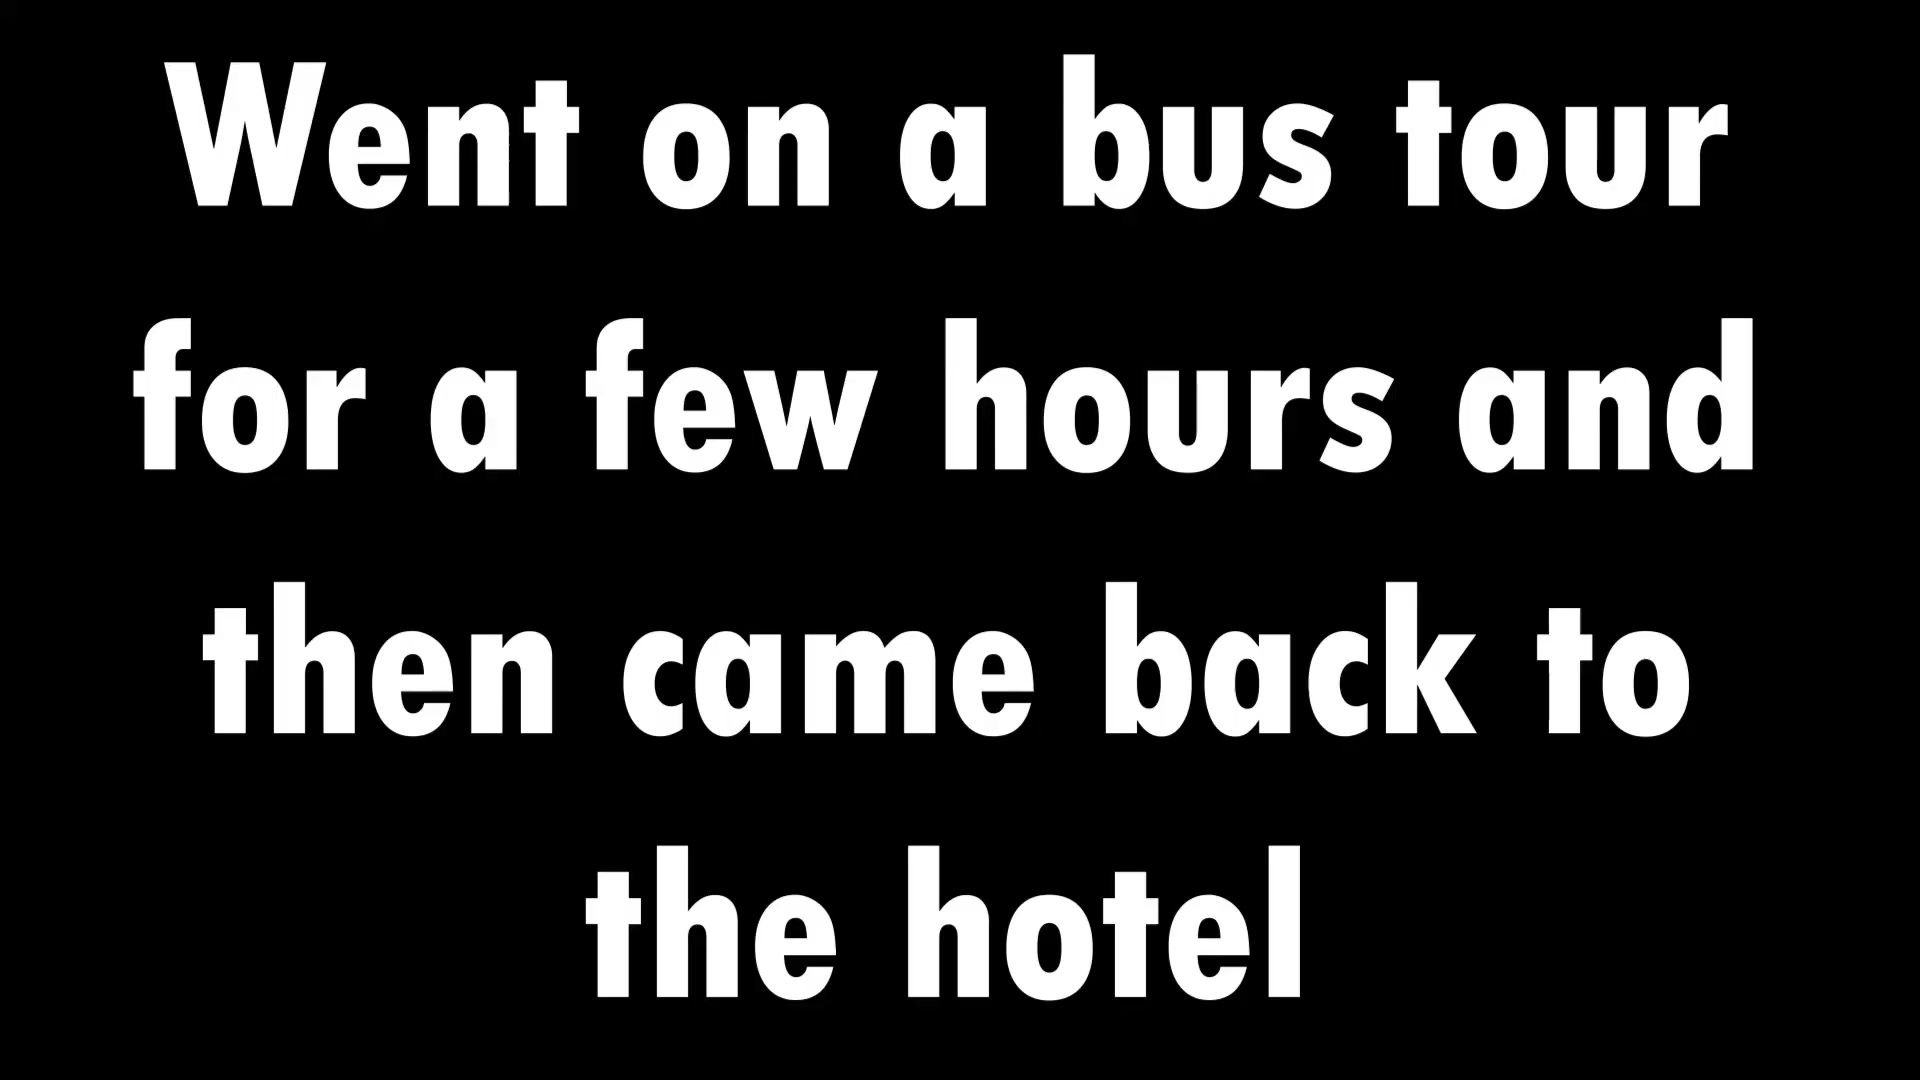 Went on a bus tour
for a few hours and
then came back to
the hotel